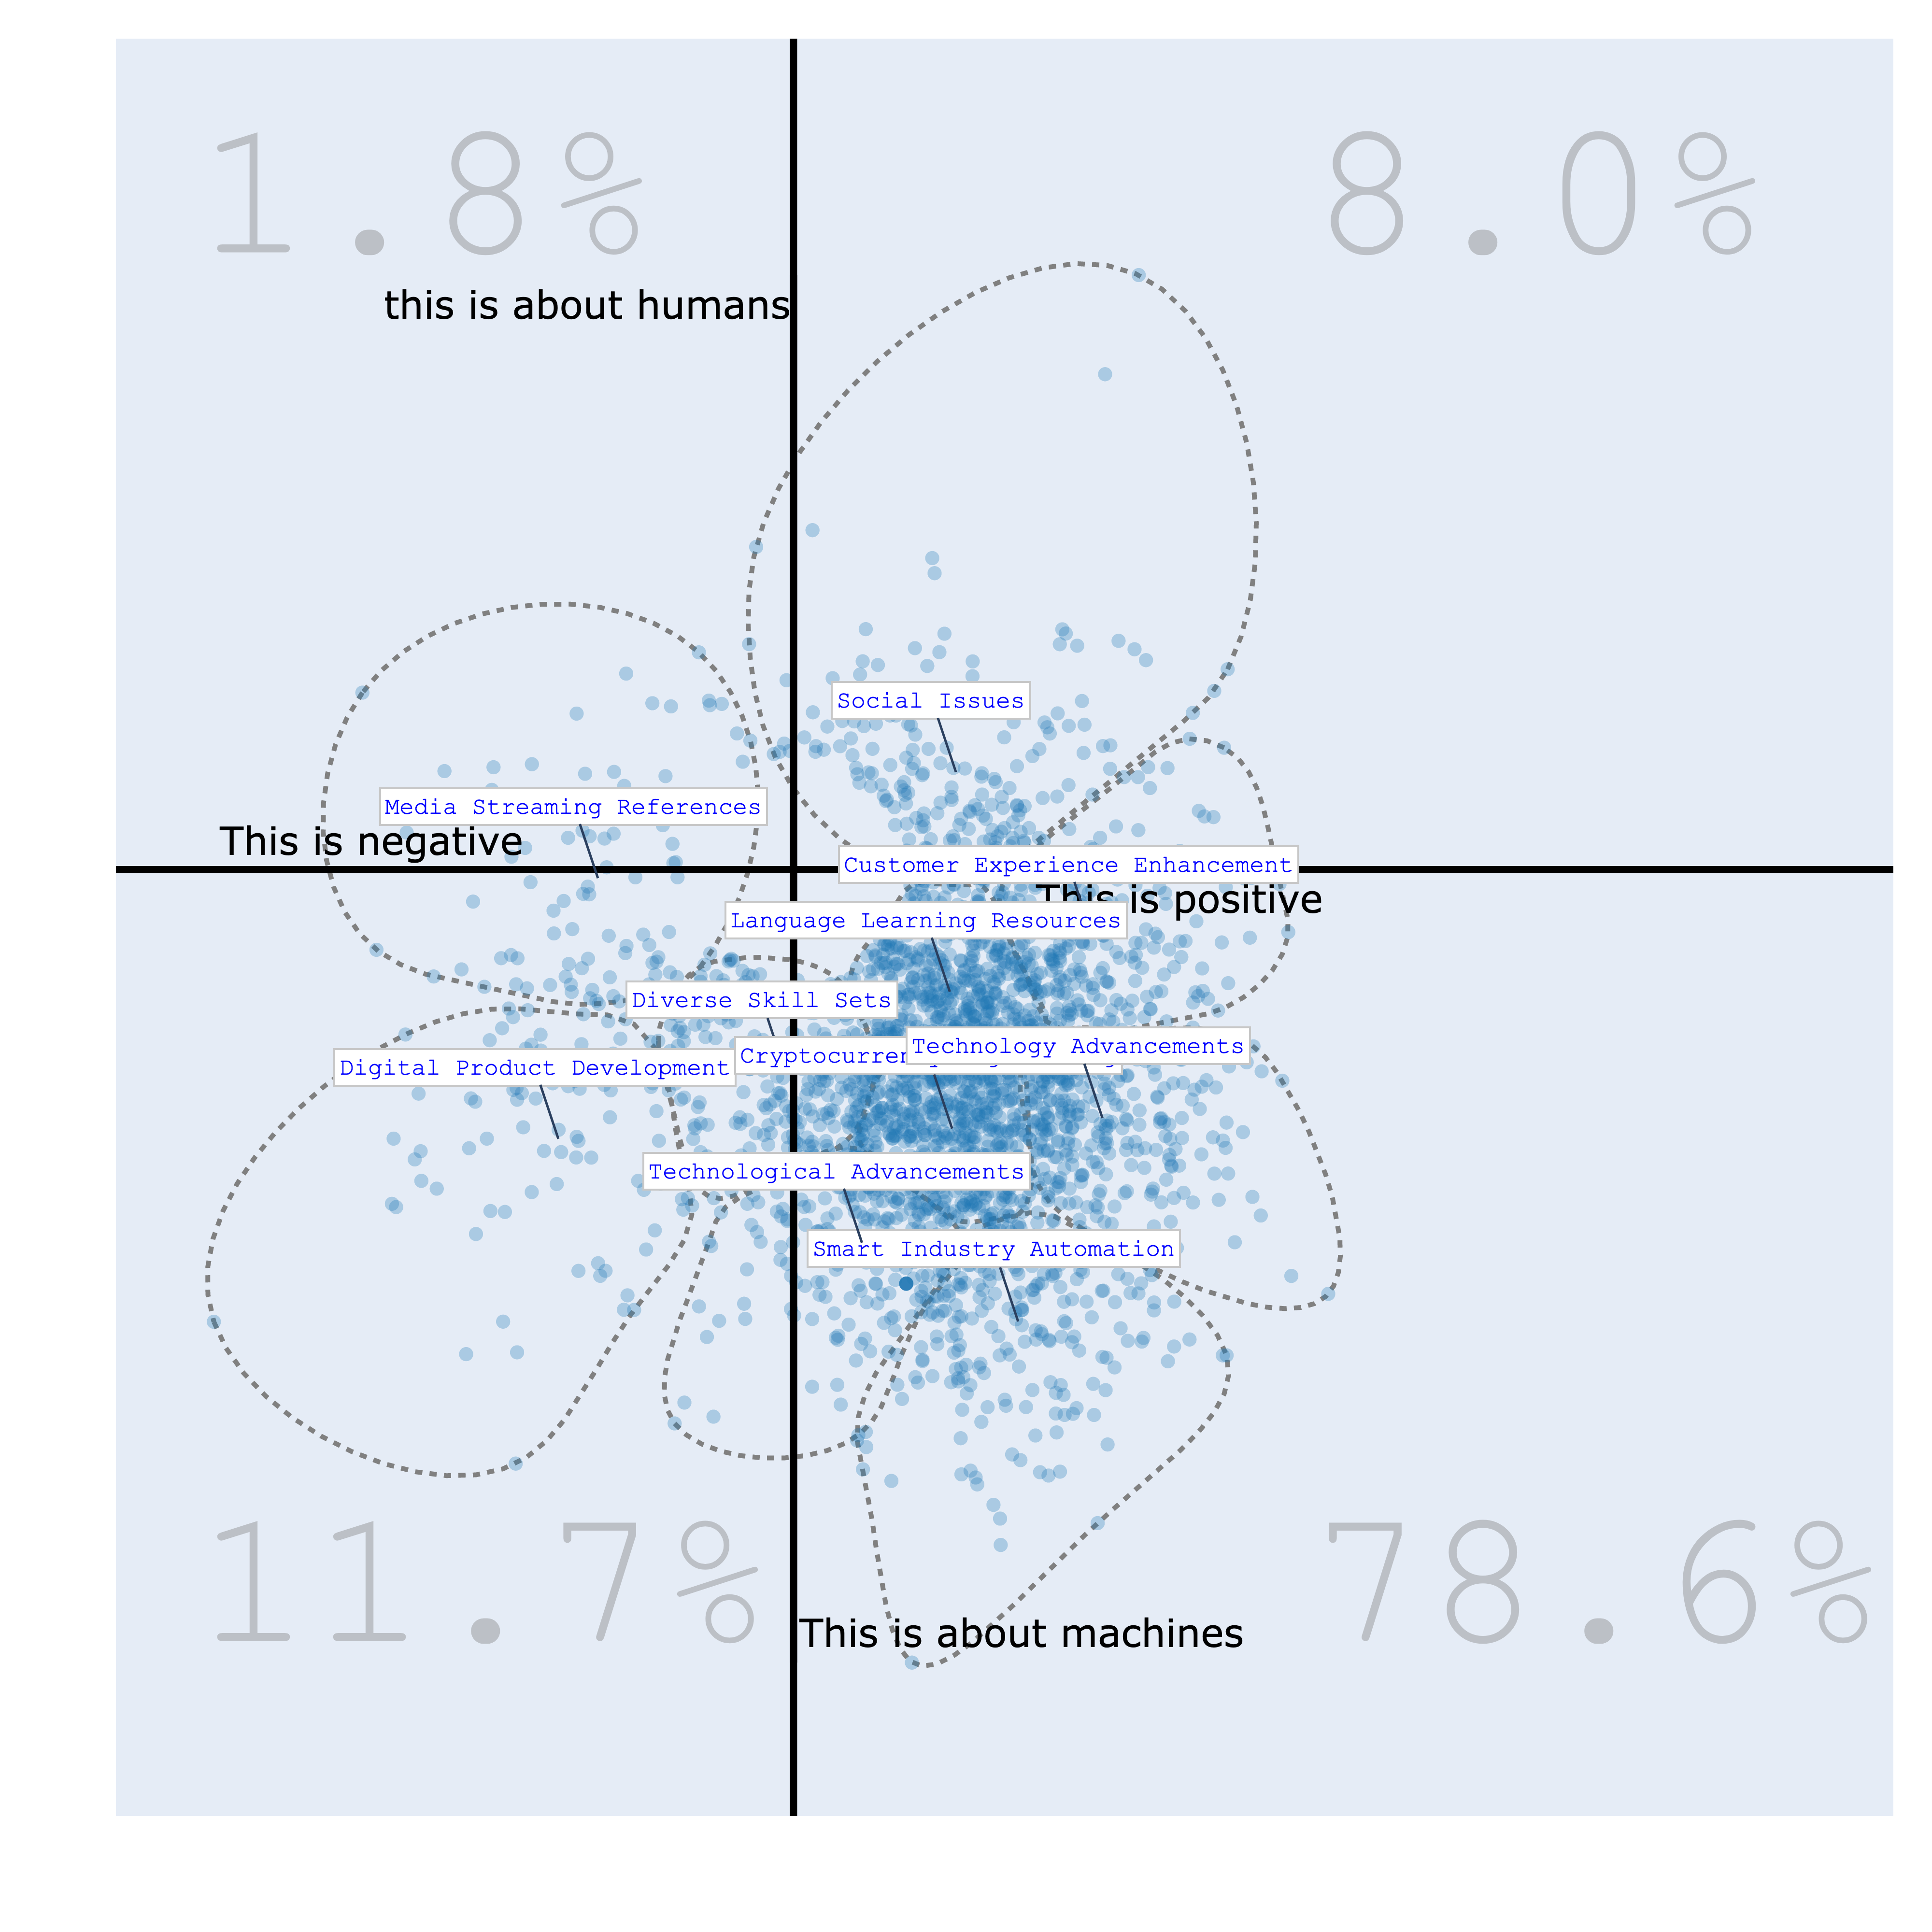 1.8%
8.0%
this is about humans
Social Issues
Media Streaming References
This is negative
Customer Experience Enhancement
is positive
Language Learning Resources
Diverse Skill Sets
Technology Advancements
Digital Product Development
Technological Advancements
Smart Industry Automation
11.7%
78.6%
This is about machines